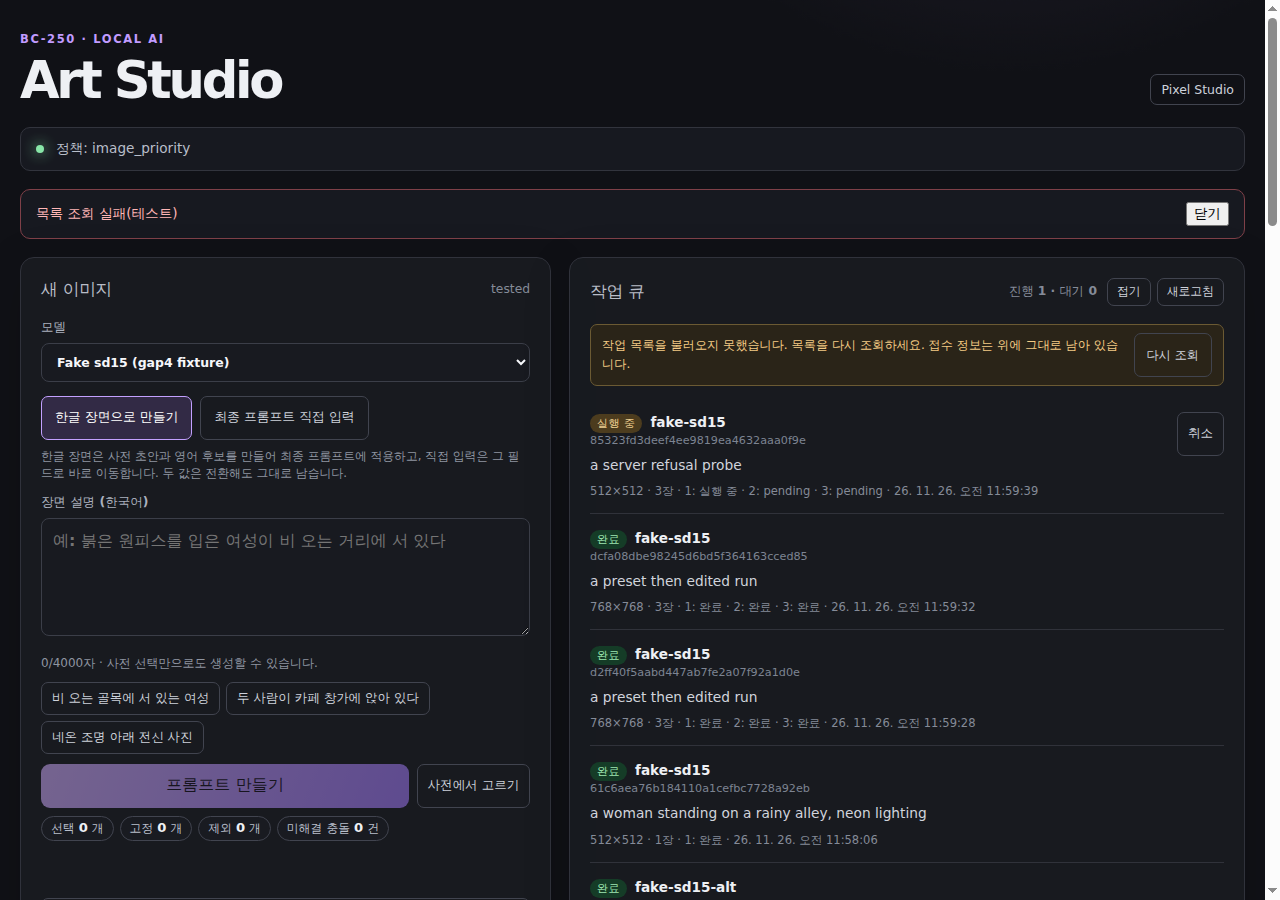 BC-250 · LOCAL AI
Art Studio
Pixel Studio
정책: image_priority
목록 조회 실패(테스트)
닫기
새 이미지
tested
모델
Fake sd15 (gap4 fixture)
한글 장면으로 만들기
최종 프롬프트 직접 입력
한글 장면은 사전 초안과 영어 후보를 만들어 최종 프롬프트에 적용하고, 직접 입력은 그 필
드로 바로 이동합니다. 두 값은 전환해도 그대로 남습니다.
장면 설명 (한국어)
예: 붉은 원피스를 입은 여성이 비 오는 거리에 서 있다
0/4000자 · 사전 선택만으로도 생성할 수 있습니다.
비 오는 골목에 서 있는 여성
두 사람이 카페 창가에 앉아 있다
네온 조명 아래 전신 사진
프롬프트 만들기
사전에서 고르기
선택 0 개
고정 0 개
제외 0 개
미해결 충돌 0 건
작업 큐
진행 1 · 대기 0
접기
새로고침
작업 목록을 불러오지 못했습니다. 목록을 다시 조회하세요. 접수 정보는 위에 그대로 남아 있습
니다.
다시 조회
실행 중 fake-sd15
85323fd3deef4ee9819ea4632aaa0f9e
취소
a server refusal probe
512×512 · 3장 · 1: 실행 중 · 2: pending · 3: pending · 26. 11. 26. 오전 11:59:39
완료 fake-sd15
dcfa08dbe98245d6bd5f364163cced85
a preset then edited run
768×768 · 3장 · 1: 완료 · 2: 완료 · 3: 완료 · 26. 11. 26. 오전 11:59:32
완료 fake-sd15
d2ff40f5aabd447ab7fe2a07f92a1d0e
a preset then edited run
768×768 · 3장 · 1: 완료 · 2: 완료 · 3: 완료 · 26. 11. 26. 오전 11:59:28
완료 fake-sd15
61c6aea76b184110a1cefbc7728a92eb
a woman standing on a rainy alley, neon lighting
512×512 · 1장 · 1: 완료 · 26. 11. 26. 오전 11:58:06
완료 fake-sd15-alt